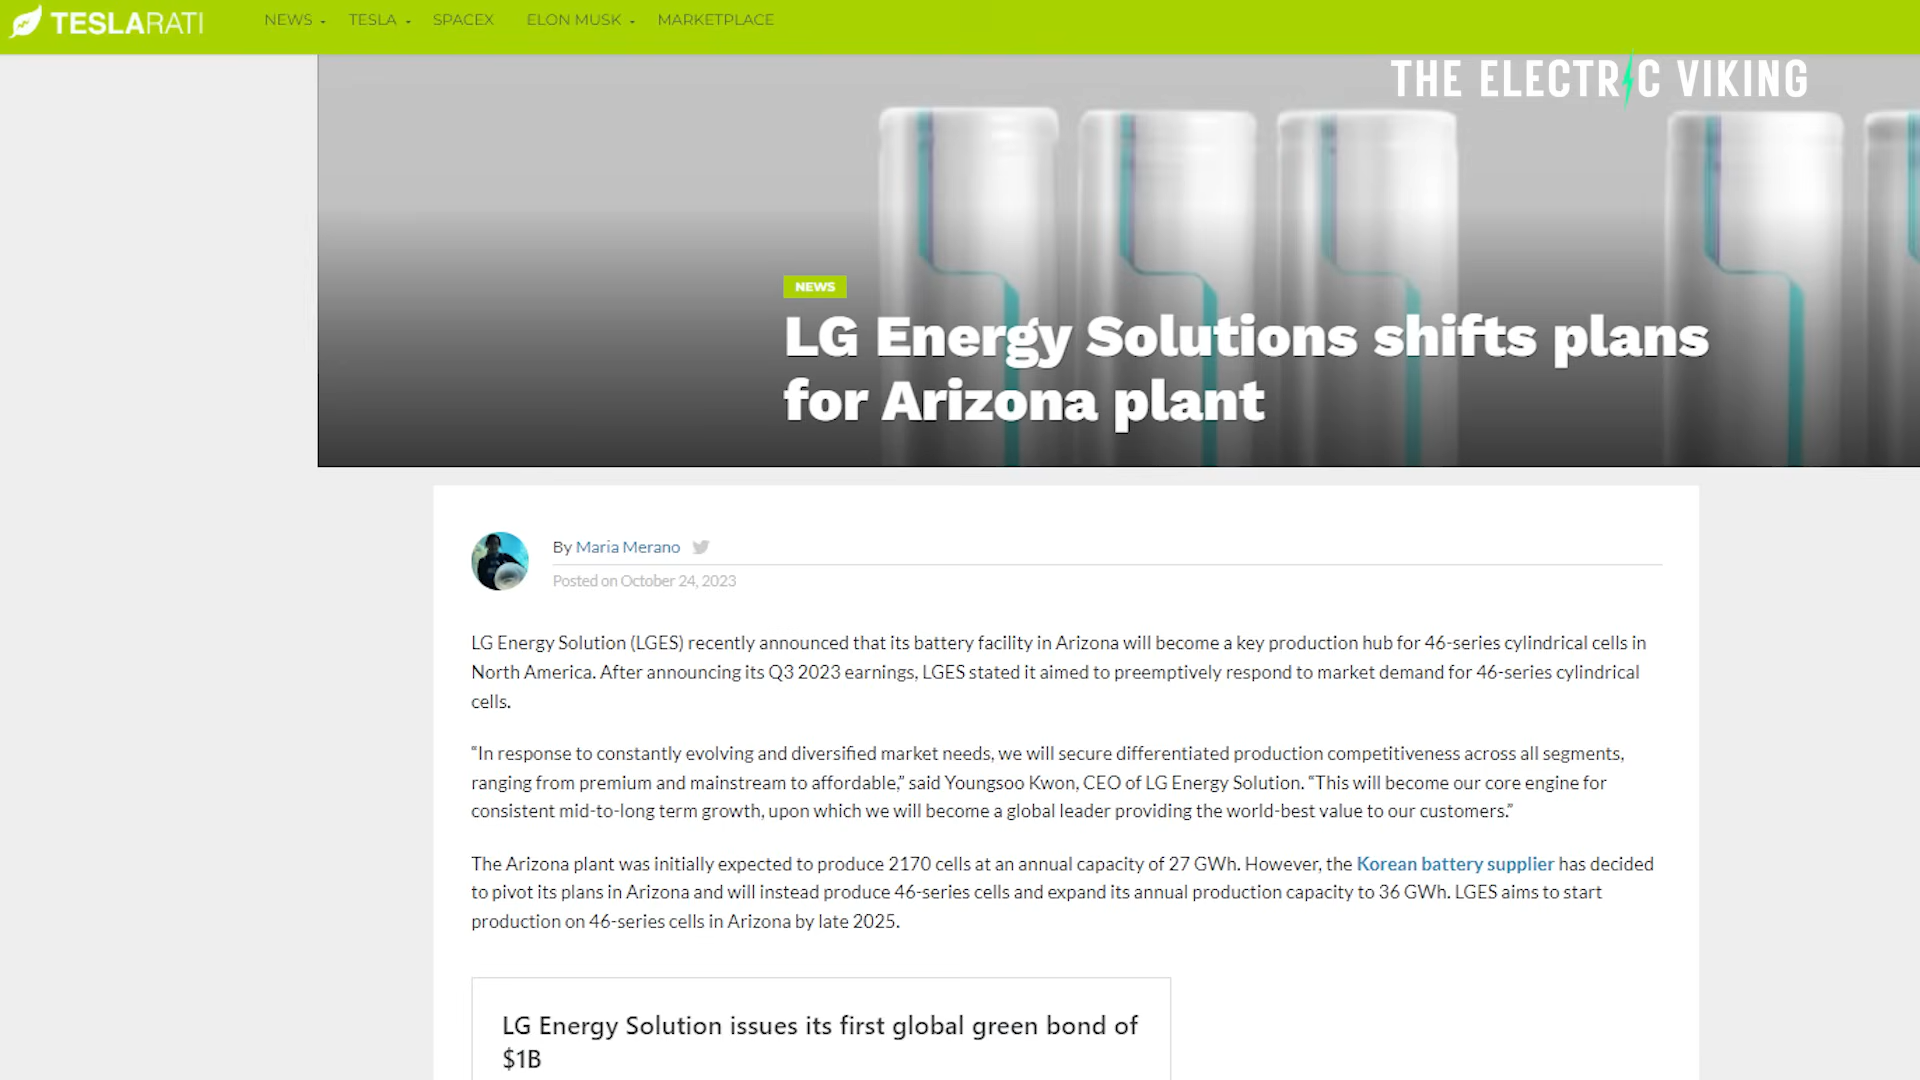 TESLARATI
NEWS
TESLA
SPACEX
ELON MUSK
MARKETPLACE
THE ELECTRIC VIKING
NEWS
LG Energy Solutions shifts plans
for Arizona plant
By Maria Merano
Posted on October 24, 2023
LG Energy Solution (LGES) recently announced that its battery facility in Arizona will become a key production hub for 46-series cylindrical cells in
North America. After announcing its Q3 2023 earnings, LGES stated it aimed to preemptively respond to market demand for 46-series cylindrical
cells.
“In response to constantly evolving and diversified market needs, we will secure differentiated production competitiveness across all segments,
ranging from premium and mainstream to affordable,” said Youngsoo Kwon, CEO of LG Energy Solution. “This will become our core engine for
consistent mid-to-long term growth, upon which we will become a global leader providing the world-best value to our customers.”
The Arizona plant was initially expected to produce 2170 cells at an annual capacity of 27 GWh. However, the Korean battery supplier has decided
to pivot its plans in Arizona and will instead produce 46-series cells and expand its annual production capacity to 36 GWh. LGES aims to start
production on 46-series cells in Arizona by late 2025.
LG Energy Solution issues its first global green bond of
$1B